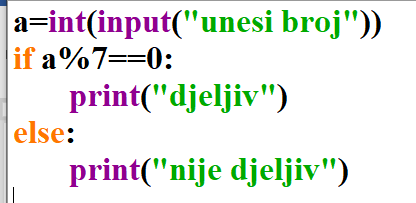 a=int(input("unesi broj"))
if a%7==0:
    print("djeljiv")
else:
    print("nije djeljiv")